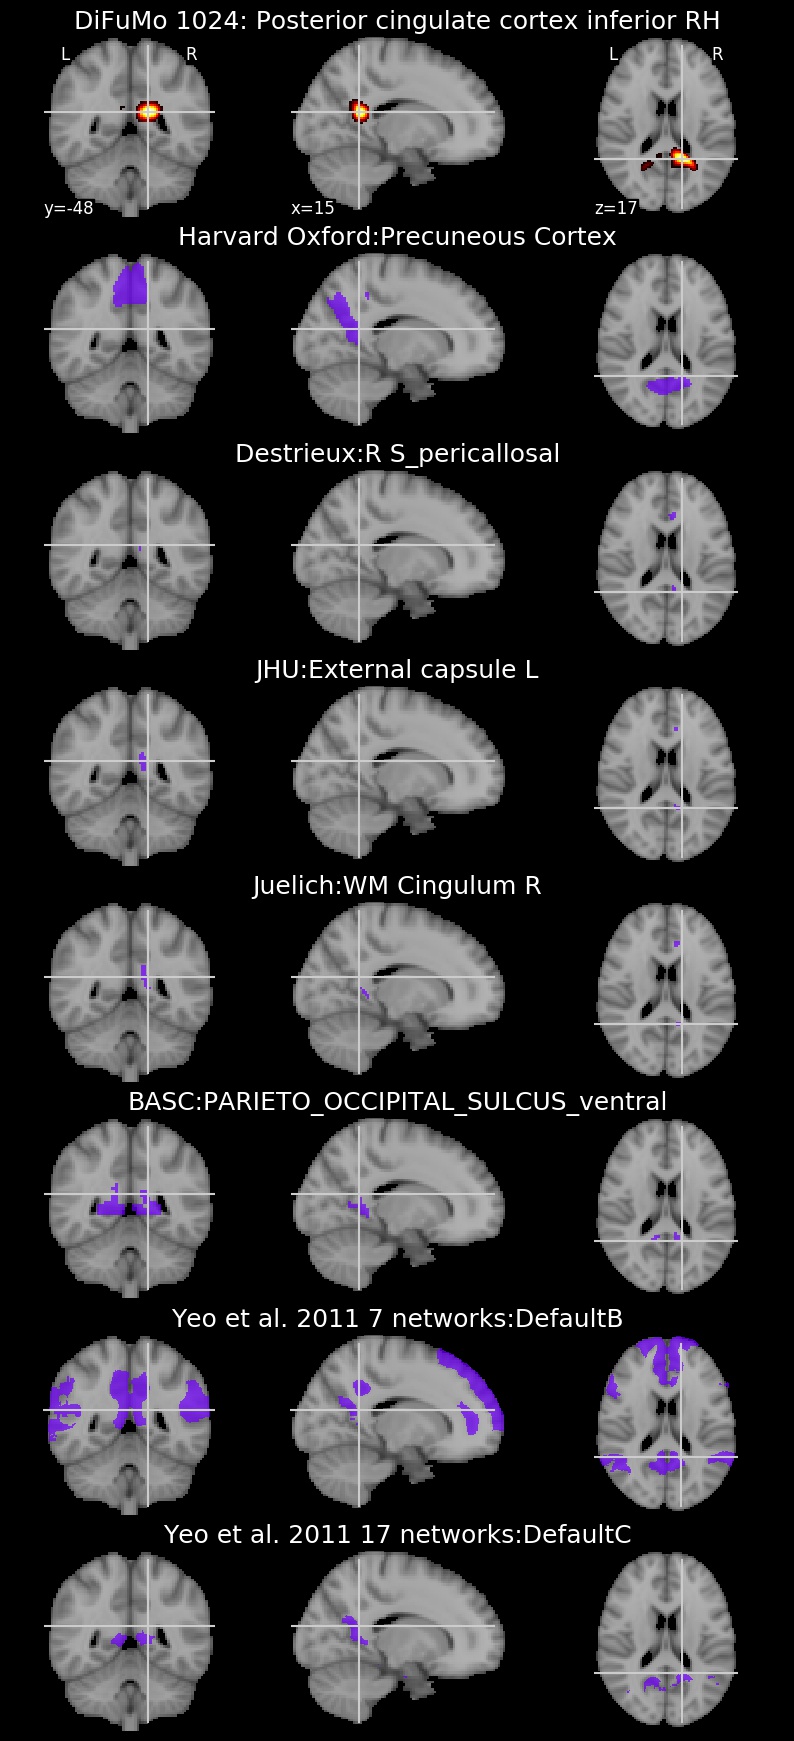 DiFuMo 1024: Posterior cingulate cortex inferior RH
L R L R
y=-48 x=15 z=17
Harvard Oxford:Precuneous Cortex
Destrieux:R S_pericallosal
JHU:External capsule L
Juelich:WM Cingulum R
BASC:PARIETO_OCCIPITAL_SULCUS_ventral
Yeo et al. 2011 7 networks:DefaultB
Yeo et al. 2011 17 networks:DefaultC